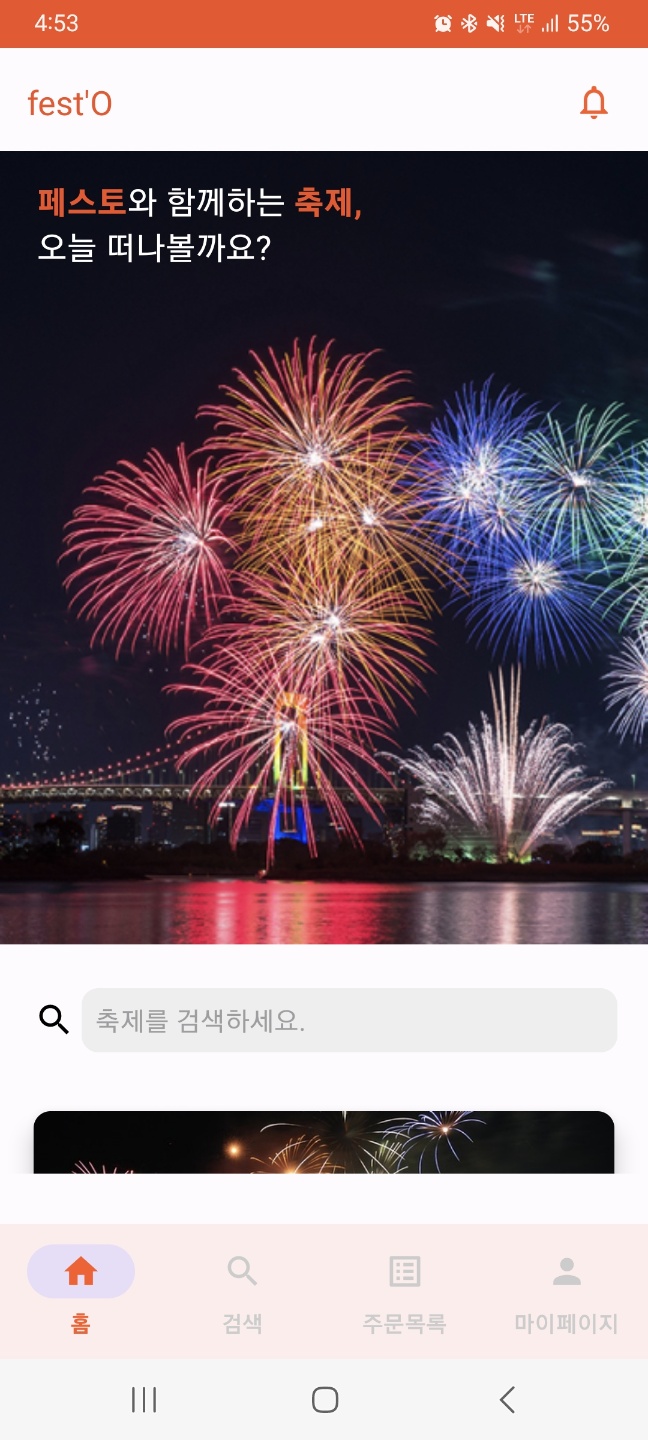 4:53
LTE
55%
fest'O
페스토와 함께하는 축제,
오늘 떠나볼까요?
축제를 검색하세요.
홈
검색
주문목록
마이페이지